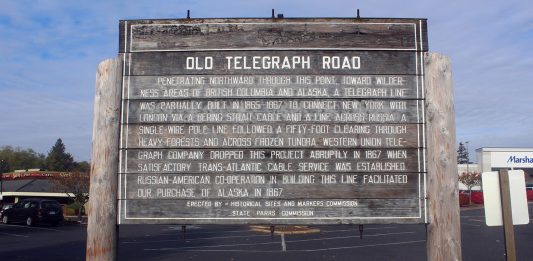 OLD TELEGRAPH ROAD
PENETRATING NORTHWARD THROUGH THIS POINT, TOWARD WILDER-
NESS AREAS OF BRITISH COLUMBIA AND ALASKA, A TELEGRAPH LINE
WAS PARTIALLY BUILT IN 1865-1867 TO CONNECT NEW YORK WITH
LONDON VIA A BERING STRAIT CABLE AND A LINE ACROSS RUSSIA. A
SINGLE-WIRE POLE LINE FOLLOWED A FIFTY-FOOT CLEARING THROUGH
HEAVY FORESTS AND ACROSS FROZEN TUNDRA. WESTERN UNION TELE-
GRAPH COMPANY DROPPED THIS PROJECT ABRUPTLY IN 1867 WHEN
SATISFACTORY TRANS-ATLANTIC CABLE SERVICE WAS ESTABLISHED.
RUSSIAN-AMERICAN CO-OPERATION IN BUILDING THIS LINE FACILITATED
OUR PURCHASE OF ALASKA IN 1867.
ERECTED BY - HISTORICAL SITES AND MARKERS COMMISSION
STATE PARKS COMMISSION
Marsha